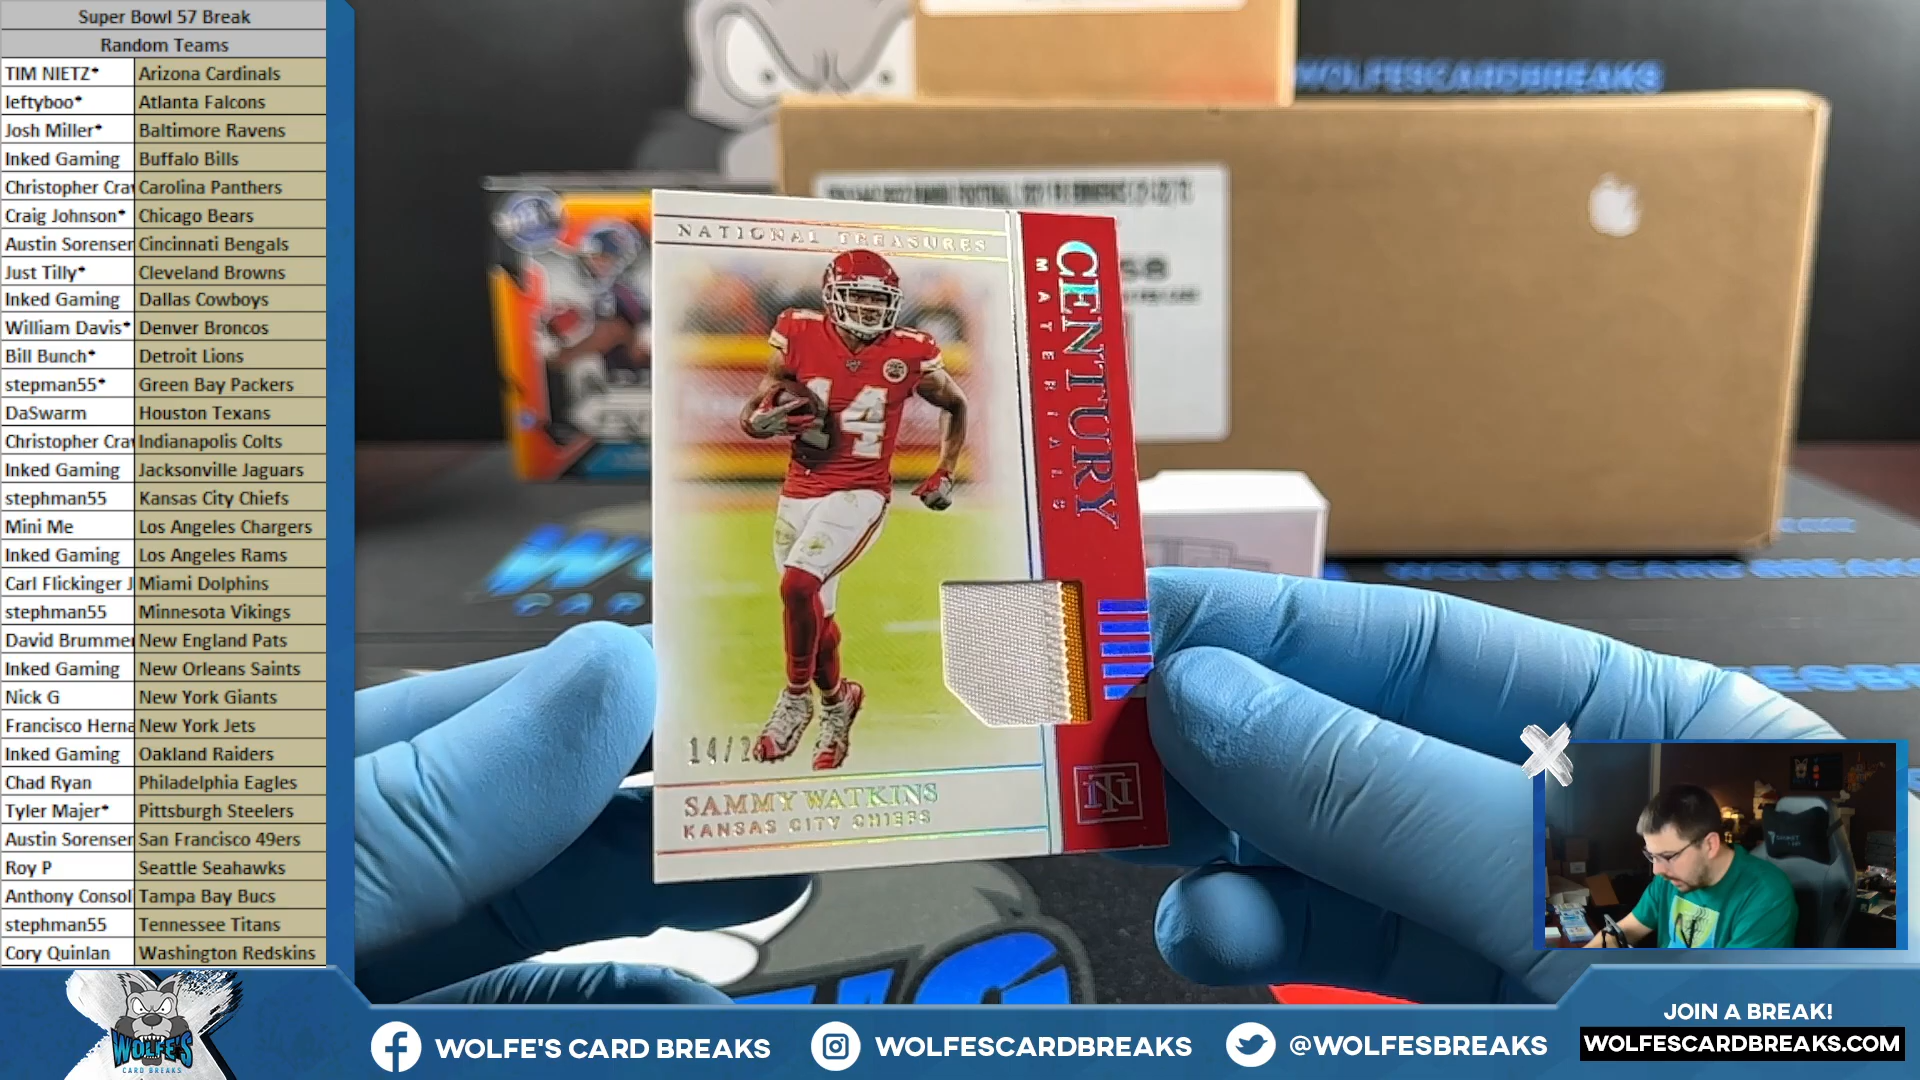 Super Bowl 57 Break
Random Teams
TIM NIETZ* Arizona Cardinals
leftyboo* Atlanta Falcons
Josh Miller* Baltimore Ravens
Inked Gaming Buffalo Bills
Christopher Cra Carolina Panthers
Craig Johnson* Chicago Bears
Austin Sorensen Cincinnati Bengals
Just Tilly* Cleveland Browns
Inked Gaming Dallas Cowboys
William Davis* Denver Broncos
Bill Bunch* Detroit Lions
stepman55* Green Bay Packers
DaSwarm Houston Texans
Christopher Cra Indianapolis Colts
Inked Gaming Jacksonville Jaguars
stephman55 Kansas City Chiefs
Mini Me Los Angeles Chargers
Inked Gaming Los Angeles Rams
Carl Flickinger J Miami Dolphins
stephman55 Minnesota Vikings
David Brummer New England Pats
Inked Gaming New Orleans Saints
Nick G New York Giants
Francisco Herna New York Jets
Inked Gaming Oakland Raiders
Chad Ryan Philadelphia Eagles
Tyler Majer* Pittsburgh Steelers
Austin Sorensen San Francisco 49ers
Roy P Seattle Seahawks
Anthony Consol Tampa Bay Bucs
stephman55 Tennessee Titans
Cory Quinlan Washington Redskins
WOLFESCARDBREAKS
NATIONAL TREASURES
CENTURY
MATERIALS
14
SAMMY WATKINS
KANSAS CITY CHIEFS
NT
WOLFE'S
CARD BREAKS
WOLFE'S CARD BREAKS
WOLFESCARDBREAKS
@WOLFESBREAKS
JOIN A BREAK!
WOLFESCARDBREAKS.COM